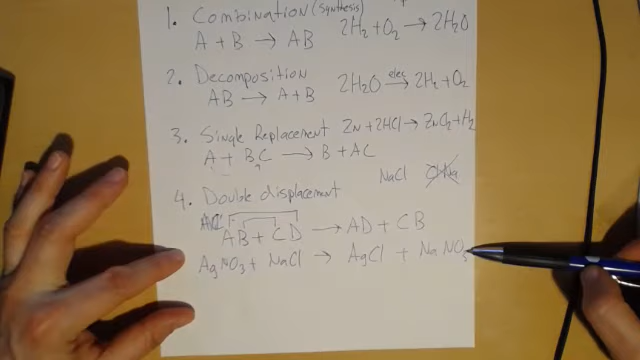 1. Combination (Synthesis) 2H₂ + O₂ → 2H₂O
A + B → AB
2. Decomposition 2H₂O elec→ 2H₂ + O₂
AB → A + B
3. Single Replacement Zn + 2HCl → ZnCl₂ + H₂
A + BC → B + AC
NaCl
4. Double displacement
AB + CD → AD + CB
AgNO₃ + NaCl → AgCl + NaNO₃